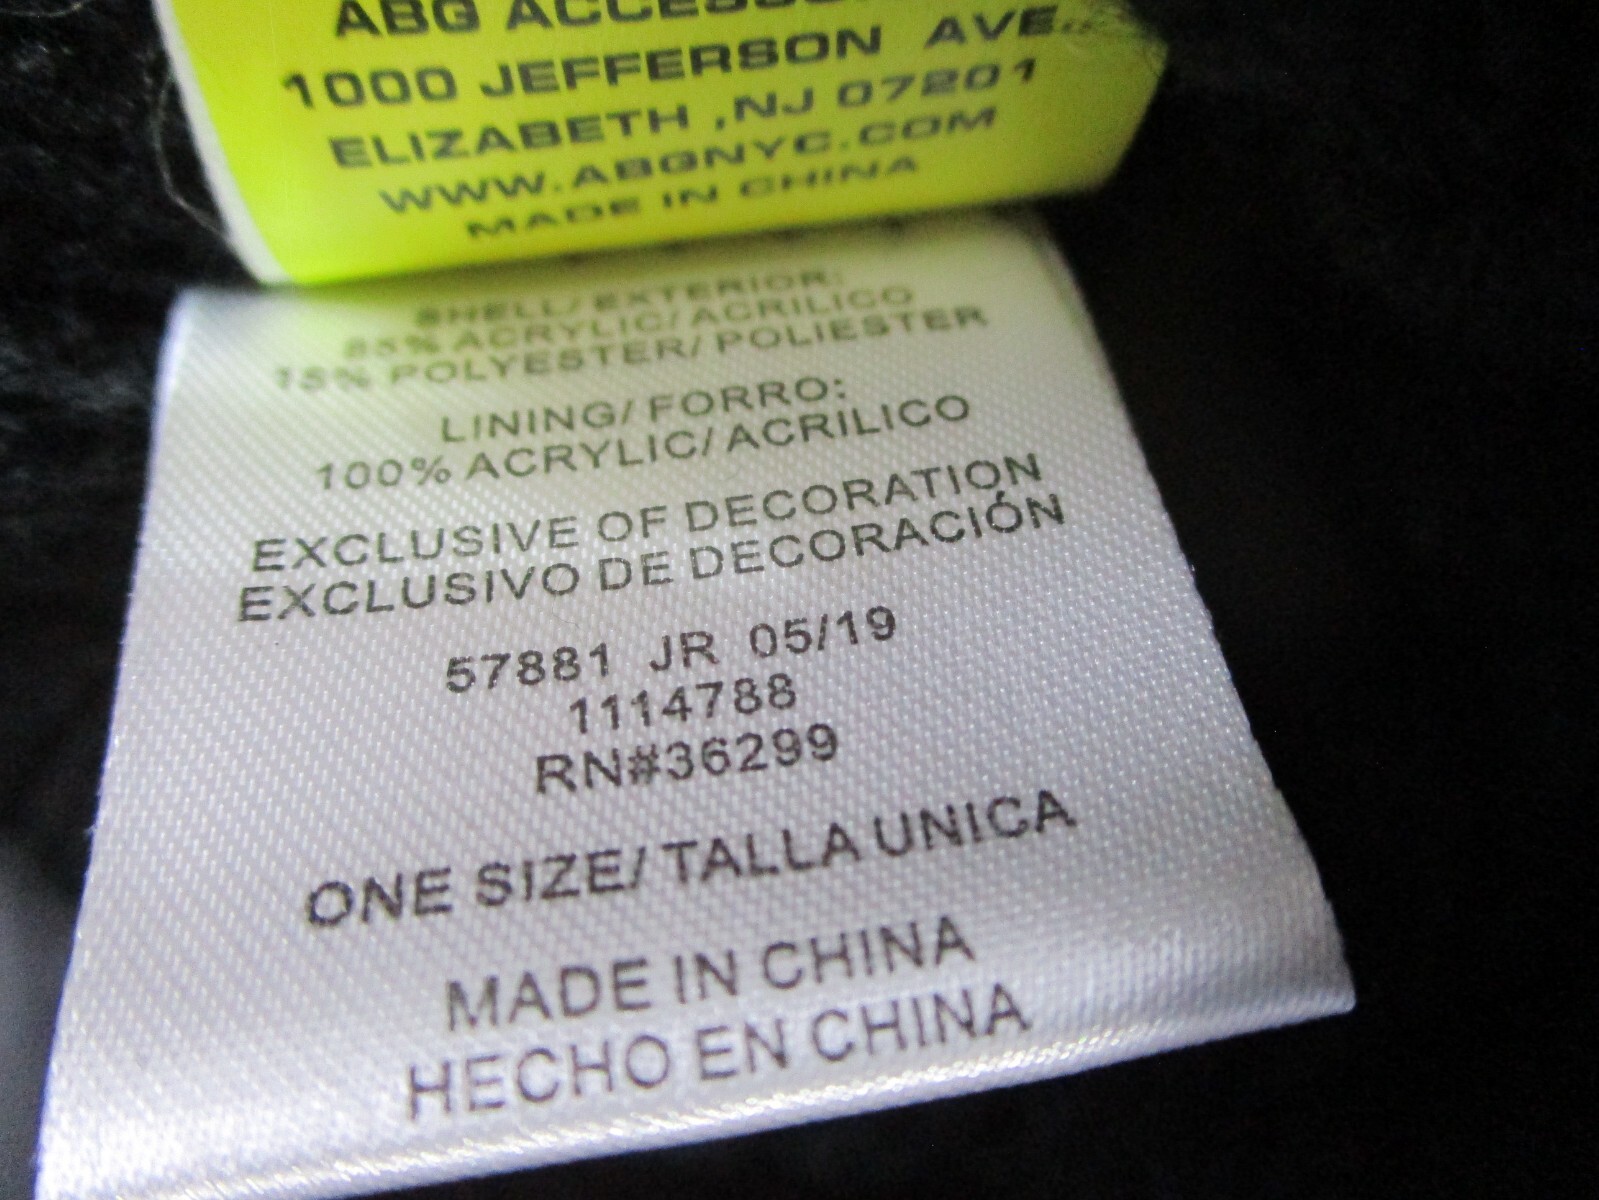 ABG
1000 JEFFERSON AVE.
ELIZABETH ,NJ 07201
WWW.ABGNYC.COM
MADE IN CHINA
SHELL/ EXTERIOR:
85% ACRYLIC/ ACRILICO
15% POLYESTER/ POLIESTER
LINING/ FORRO:
100% ACRYLIC/ ACRILICO
EXCLUSIVE OF DECORATION
EXCLUSIVO DE DECORACIÓN
57881 JR 05/19
1114788
RN#36299
ONE SIZE/ TALLA UNICA
MADE IN CHINA
HECHO EN CHINA